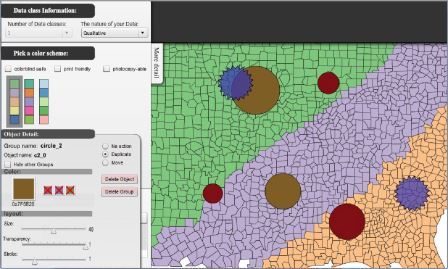 Data class Information:
Number of Data classes:
The nature of your Data:
3
Qualitative
Pick a color scheme:
colorblind safe
print friendly
photocopy-able
More detail
Object Detail:
Group name: circle_2
Object name: c2_0
No action
Duplicate
Move
Hide other Groups
Color:
Delete Object
Delete Group
layout:
Size:
Transparency:
1
Stroke:
1